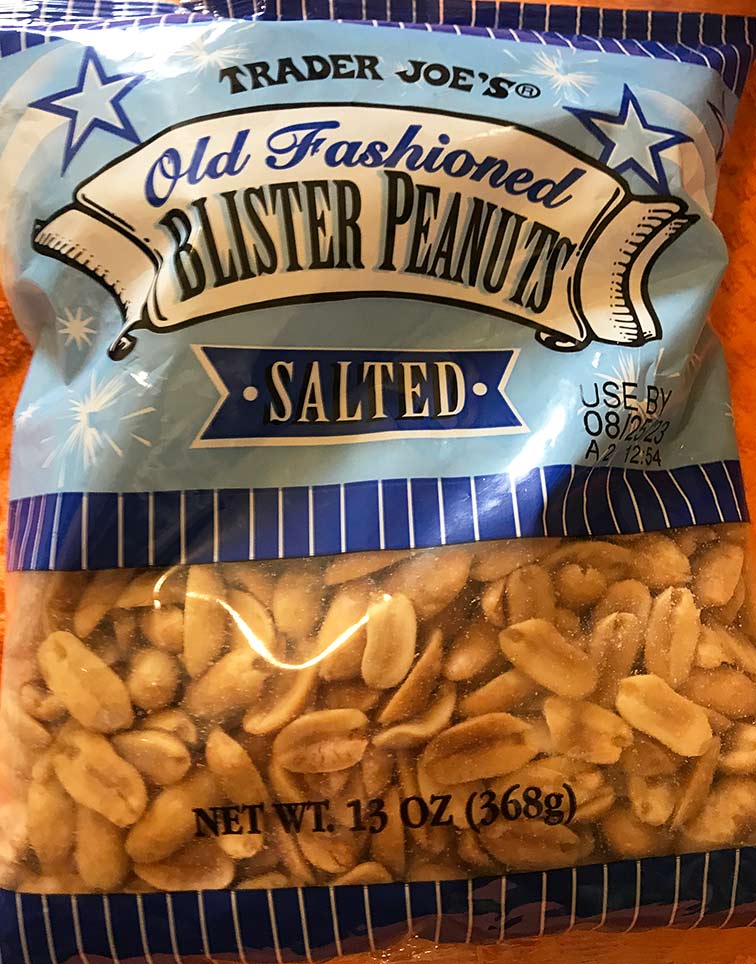 TRADER JOE'S®
Old Fashioned
BLISTER PEANUTS
• SALTED •
USE BY
08/25/23
A2 12:54
NET WT. 13 OZ (368g)